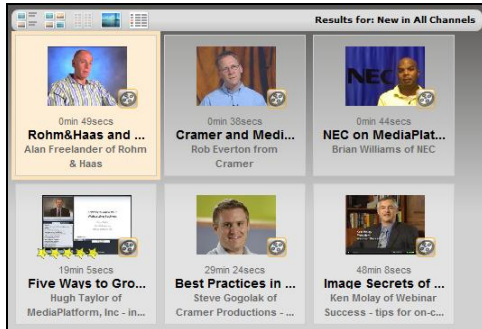 Results for: New in All Channels
0min 49secs
Rohm&Haas and ...
Alan Freelander of Rohm
& Haas
0min 38secs
Cramer and Medi...
Rob Everton from
Cramer
NEC
0min 44secs
NEC on MediaPlat...
Brian Williams of NEC
19min 5secs
Five Ways to Gro...
Hugh Taylor of
MediaPlatform, Inc - in...
29min 24secs
Best Practices in ...
Steve Gogolak of
Cramer Productions - ...
48min 8secs
Image Secrets of ...
Ken Molay of Webinar
Success - tips for on-c...